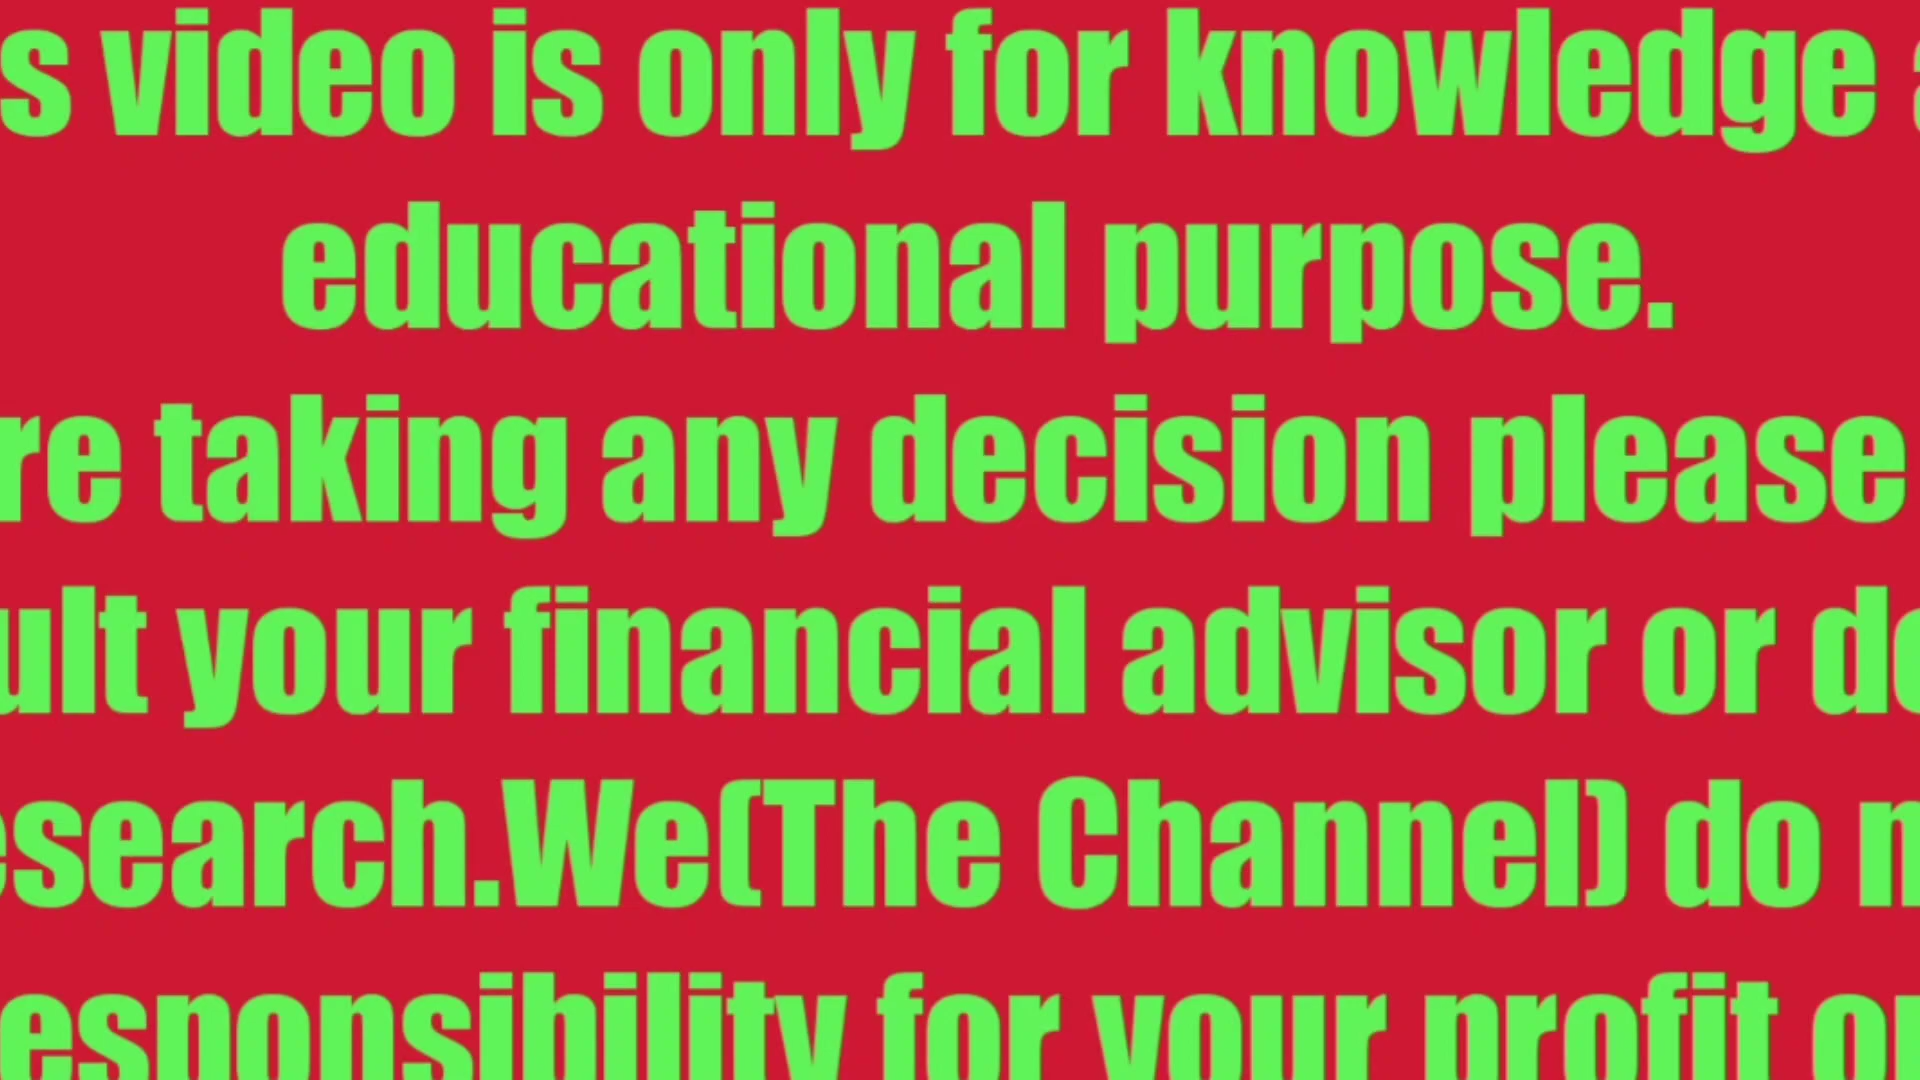 s video is only for knowledge
educational purpose.
re taking any decision please
ult your financial advisor or
esearch.We(The Channel) do
esponsibility for your profit